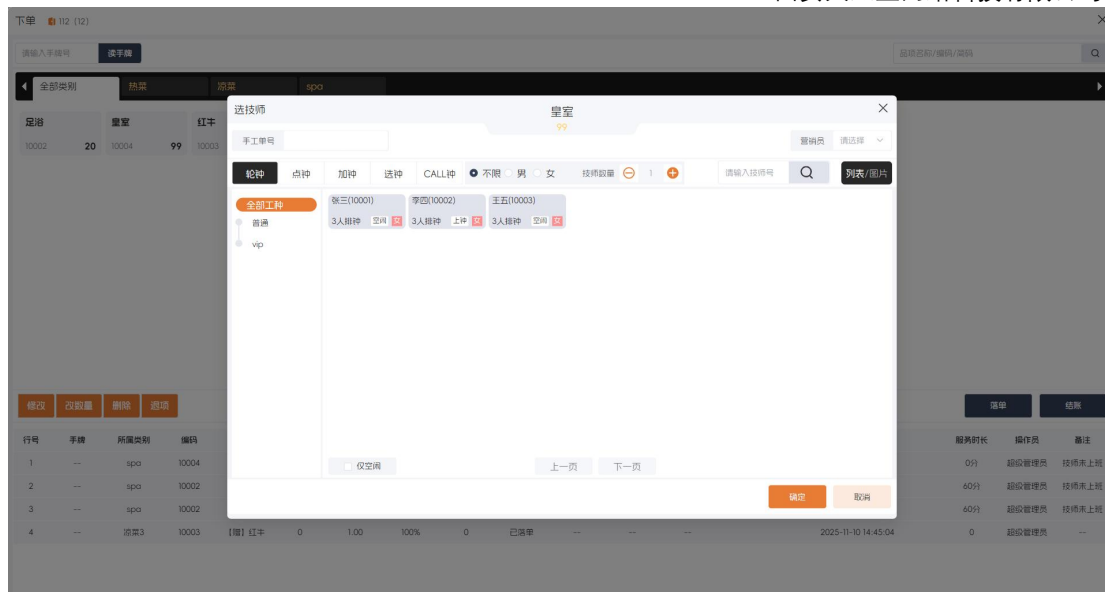 下单 112 (12)
请输入手牌号 读手牌 品项名称/编码/简码
全部类别 热菜 凉菜 spa
足浴 皇室 红牛
10002 20 10004 99 10003
选技师 皇室
99
手工单号 营销员 请选择
轮钟 点钟 加钟 选钟 CALL钟 不限 男 女 技师数量 1 请输入技师号 列表/图片
全部工种
普通
vip
张三(10001) 李四(10002) 王五(10003)
3人排钟 空闲 女 3人排钟 上钟 女 3人排钟 空闲 女
仅空闲 上一页 下一页
确定 取消
修改 改数量 删除 退项 落单 结账
行号 手牌 所属类别 编码 服务时长 操作员 备注
1 -- spa 10004 0分 超级管理员 技师未上班
2 -- spa 10002 60分 超级管理员 技师未上班
3 -- spa 10002 60分 超级管理员 技师未上班
4 -- 凉菜3 10003 【赠】红牛 0 1.00 100% 0 已落单 -- -- -- 2025-11-10 14:45:04 0 超级管理员 --